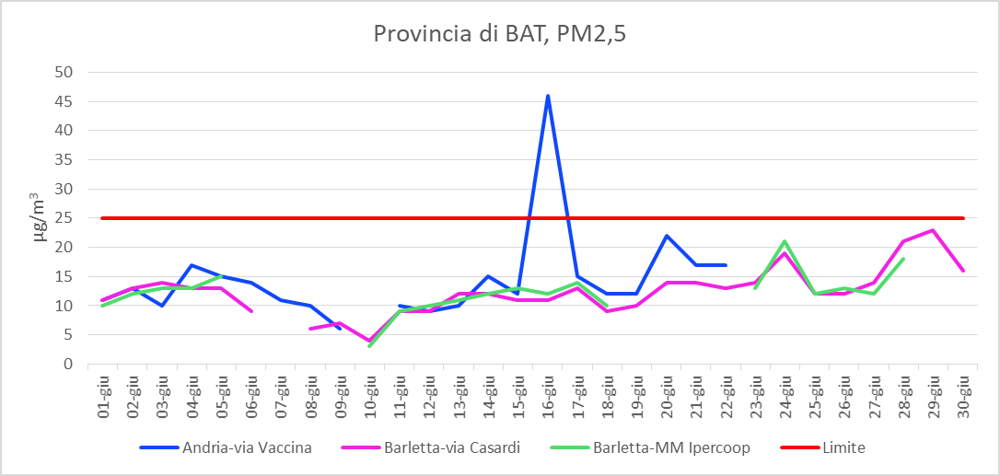 Provincia di BAT, PM2,5
50
45
40
35
30
25
20
15
10
5
0
µg/m³
01-giu
02-giu
03-giu
04-giu
05-giu
06-giu
07-giu
08-giu
09-giu
10-giu
11-giu
12-giu
13-giu
14-giu
15-giu
16-giu
17-giu
18-giu
19-giu
20-giu
21-giu
22-giu
23-giu
24-giu
25-giu
26-giu
27-giu
28-giu
29-giu
30-giu
Andria-via Vaccina Barletta-via Casardi Barletta-MM Ipercoop Limite